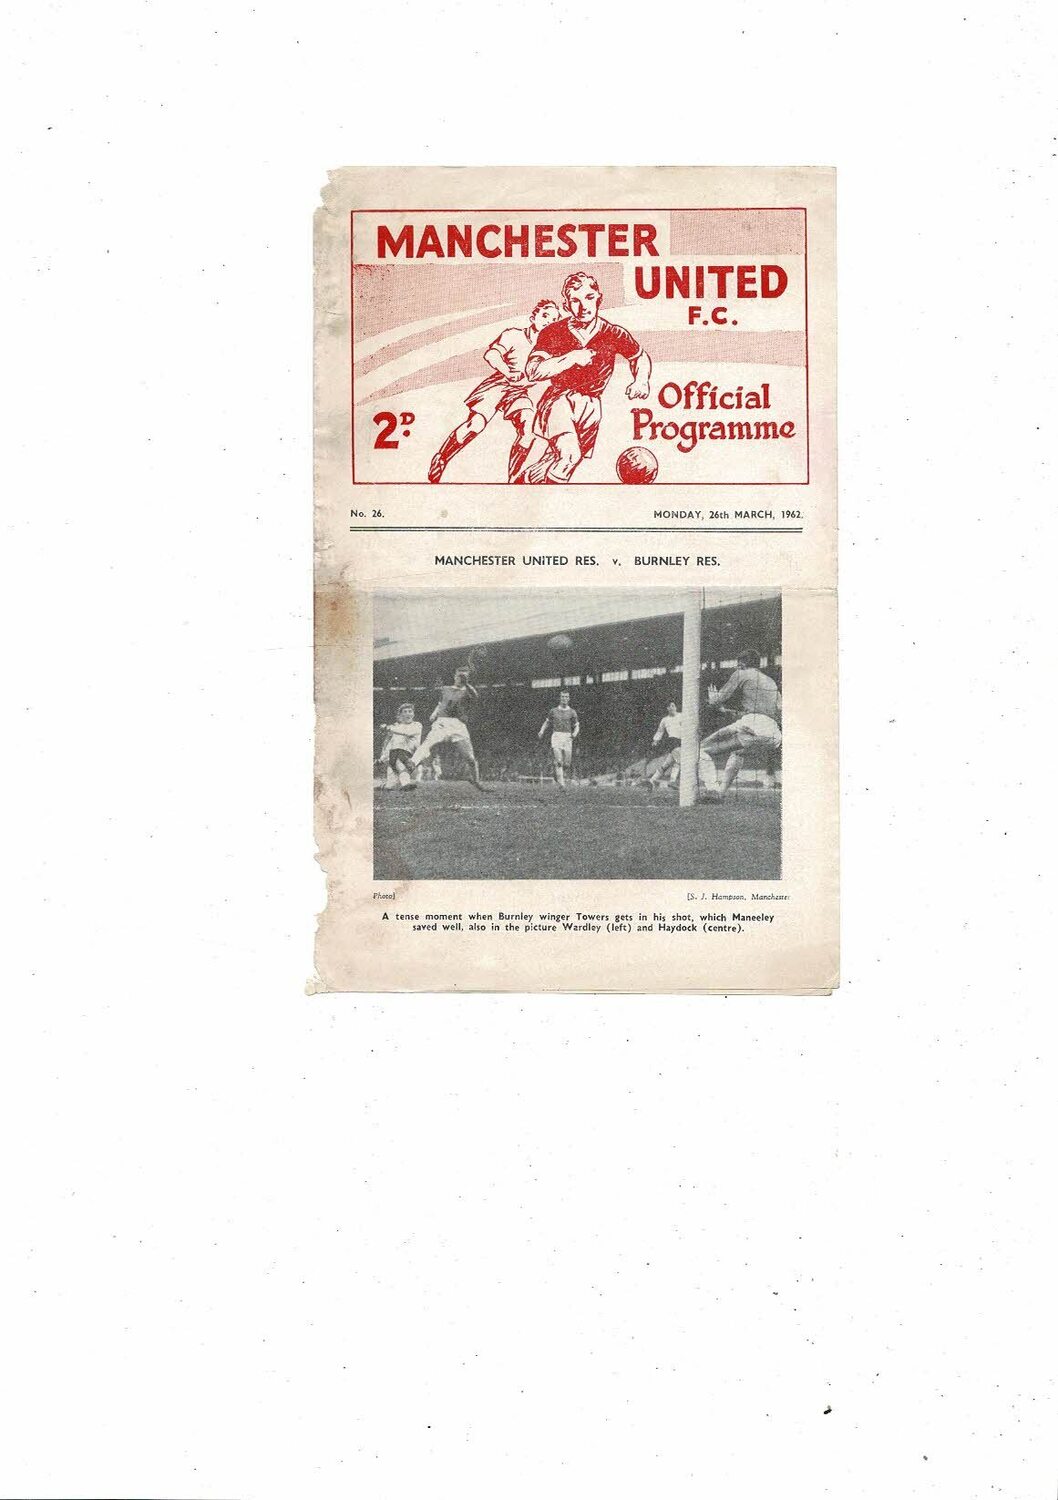 MANCHESTER
UNITED
F.C.
Official
Programme
2D.
No. 26.
MONDAY, 26th MARCH, 1962.
MANCHESTER UNITED RES. v. BURNLEY RES.
Photo]
[S. J. Hampson, Manchester
A tense moment when Burnley winger Towers gets in his shot, which Maneeley
saved well, also in the picture Wardley (left) and Haydock (centre).